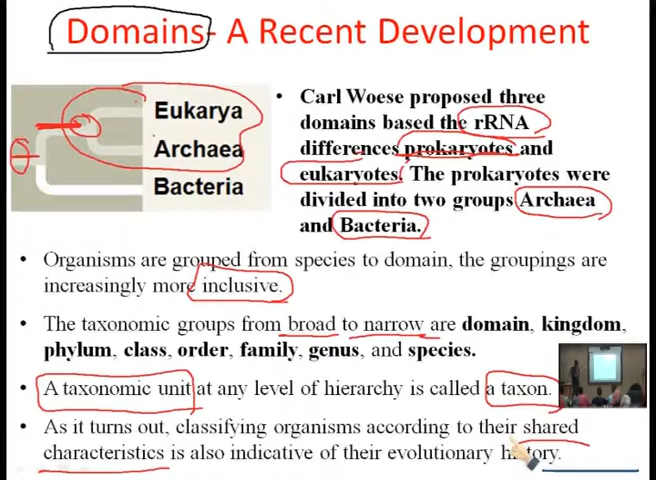 Domains- A Recent Development
Eukarya
Archaea
Bacteria
• Carl Woese proposed three
domains based the rRNA
differences prokaryotes and
eukaryotes. The prokaryotes were
divided into two groups Archaea
and Bacteria.
• Organisms are grouped from species to domain, the groupings are
increasingly more inclusive.
• The taxonomic groups from broad to narrow are domain, kingdom,
phylum, class, order, family, genus, and species.
• A taxonomic unit at any level of hierarchy is called a taxon.
• As it turns out, classifying organisms according to their shared
characteristics is also indicative of their evolutionary history.